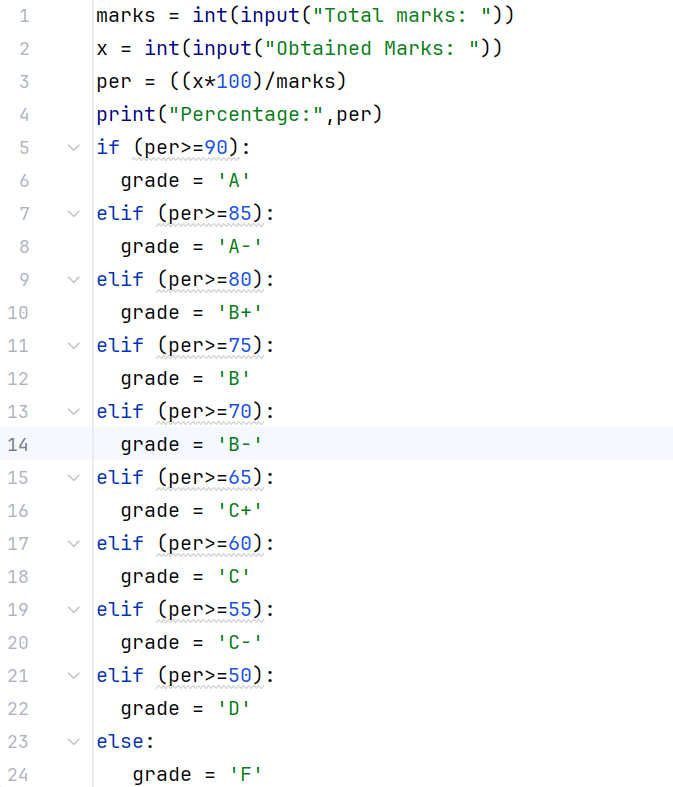 1 marks = int(input("Total marks: "))
2 x = int(input("Obtained Marks: "))
3 per = ((x*100)/marks)
4 print("Percentage:",per)
5 if (per>=90):
6   grade = 'A'
7 elif (per>=85):
8   grade = 'A-'
9 elif (per>=80):
10   grade = 'B+'
11 elif (per>=75):
12   grade = 'B'
13 elif (per>=70):
14   grade = 'B-'
15 elif (per>=65):
16   grade = 'C+'
17 elif (per>=60):
18   grade = 'C'
19 elif (per>=55):
20   grade = 'C-'
21 elif (per>=50):
22   grade = 'D'
23 else:
24    grade = 'F'